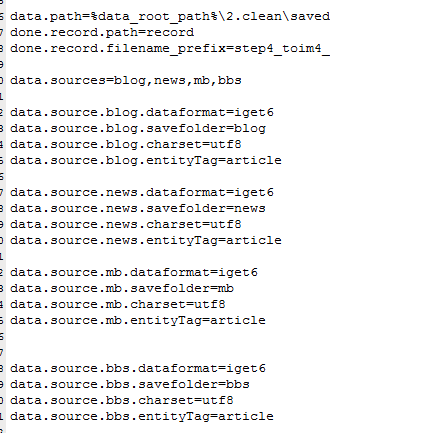 data.path=%data_root_path%\2.clean\saved
done.record.path=record
done.record.filename_prefix=step4_toim4_
data.sources=blog,news,mb,bbs
data.source.blog.dataformat=iget6
data.source.blog.savefolder=blog
data.source.blog.charset=utf8
data.source.blog.entityTag=article
data.source.news.dataformat=iget6
data.source.news.savefolder=news
data.source.news.charset=utf8
data.source.news.entityTag=article
data.source.mb.dataformat=iget6
data.source.mb.savefolder=mb
data.source.mb.charset=utf8
data.source.mb.entityTag=article
data.source.bbs.dataformat=iget6
data.source.bbs.savefolder=bbs
data.source.bbs.charset=utf8
data.source.bbs.entityTag=article